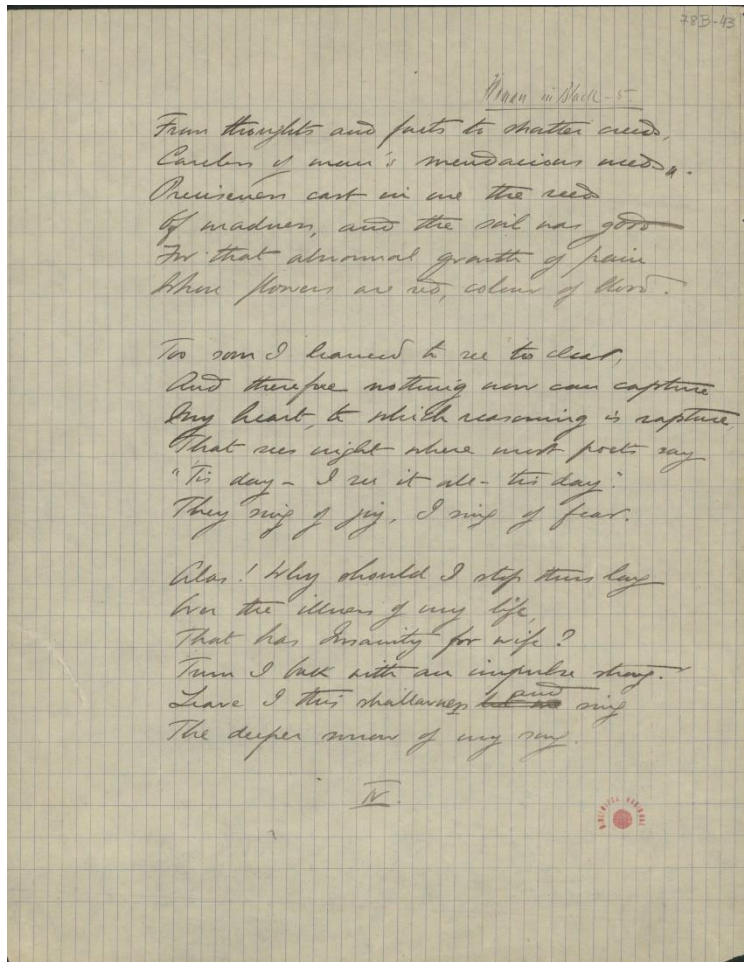 78B-43
Woman in Black - 5
From thoughts and facts to shatter creeds,
Careless of men's mendacious needs,
Preciseness cast in me the seed
Of madness, and the soil was good
For that abnormal growth of pain
Whose flowers are red, colour of blood.
Too soon I learned to see too clear,
And therefore nothing now can capture
My heart, to which reasoning is rapture,
That sees night where most poets say
"'Tis day - I see it all - 'tis day".
They sing of joy, I sing of fear.
Alas! Why should I stop thus long
Over the illness of my life,
That has Insanity for wife?
Turn I back with an impulse strong.
Leave I this shallowness and sing
The deeper sorrow of my song.
IV.
BIBLIOTECA NACIONAL